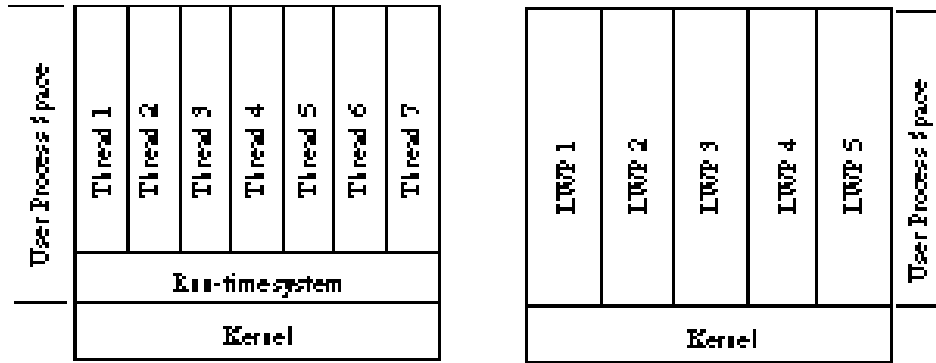 User Process Space
Thread 1
Thread 2
Thread 3
Thread 4
Thread 5
Thread 6
Thread 7
Run-time system
Kernel
LWP 1
LWP 2
LWP 3
LWP 4
LWP 5
User Process Space
Kernel